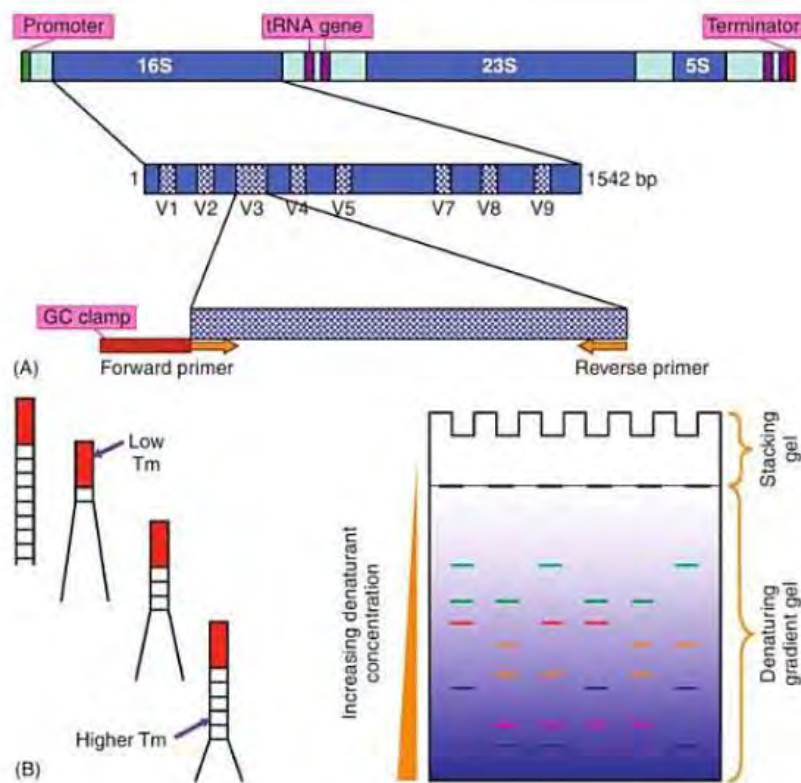 Promoter
tRNA gene
Terminator
16S
23S
5S
1
1542 bp
V1
V2
V3
V4
V5
V7
V8
V9
GC clamp
(A)
Forward primer
Reverse primer
Low
Tm
Higher Tm
(B)
Increasing denaturant
concentration
Stacking
gel
Denaturing
gradient gel